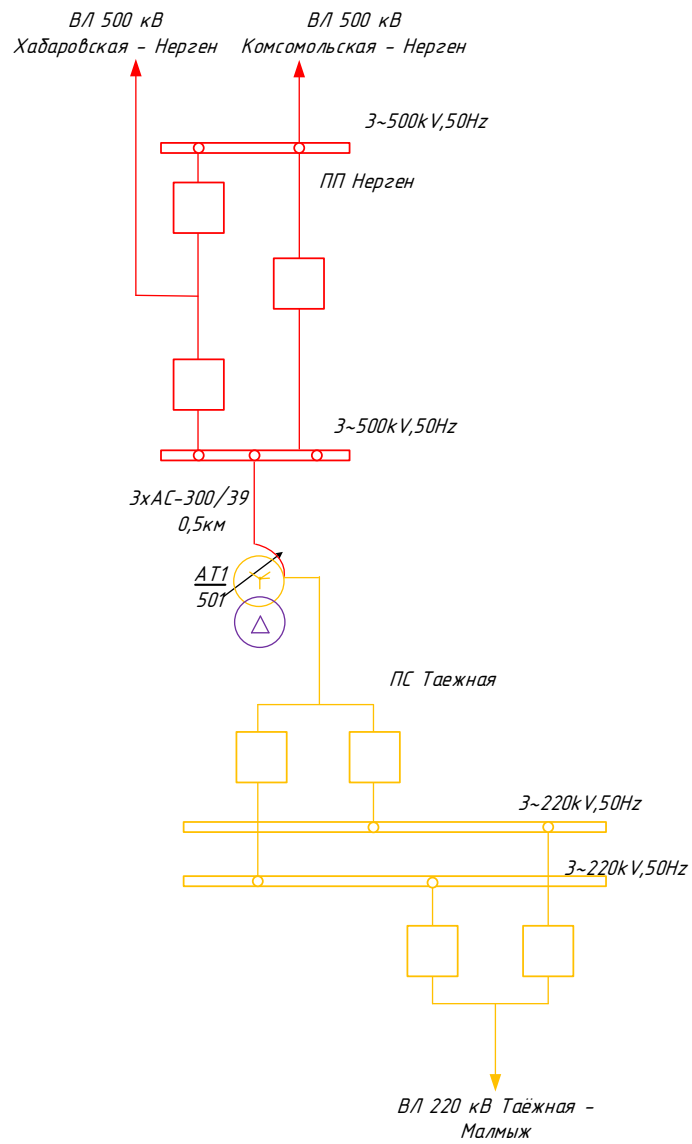 ВЛ 500 кВ
Хабаровская - Нерген
ВЛ 500 кВ
Комсомольская - Нерген
3~500kV,50Hz
ПП Нерген
3~500kV,50Hz
3хАС-300/39
0,5км
АТ1
501
ПС Таежная
3~220kV,50Hz
3~220kV,50Hz
ВЛ 220 кВ Таёжная -
Малмыж